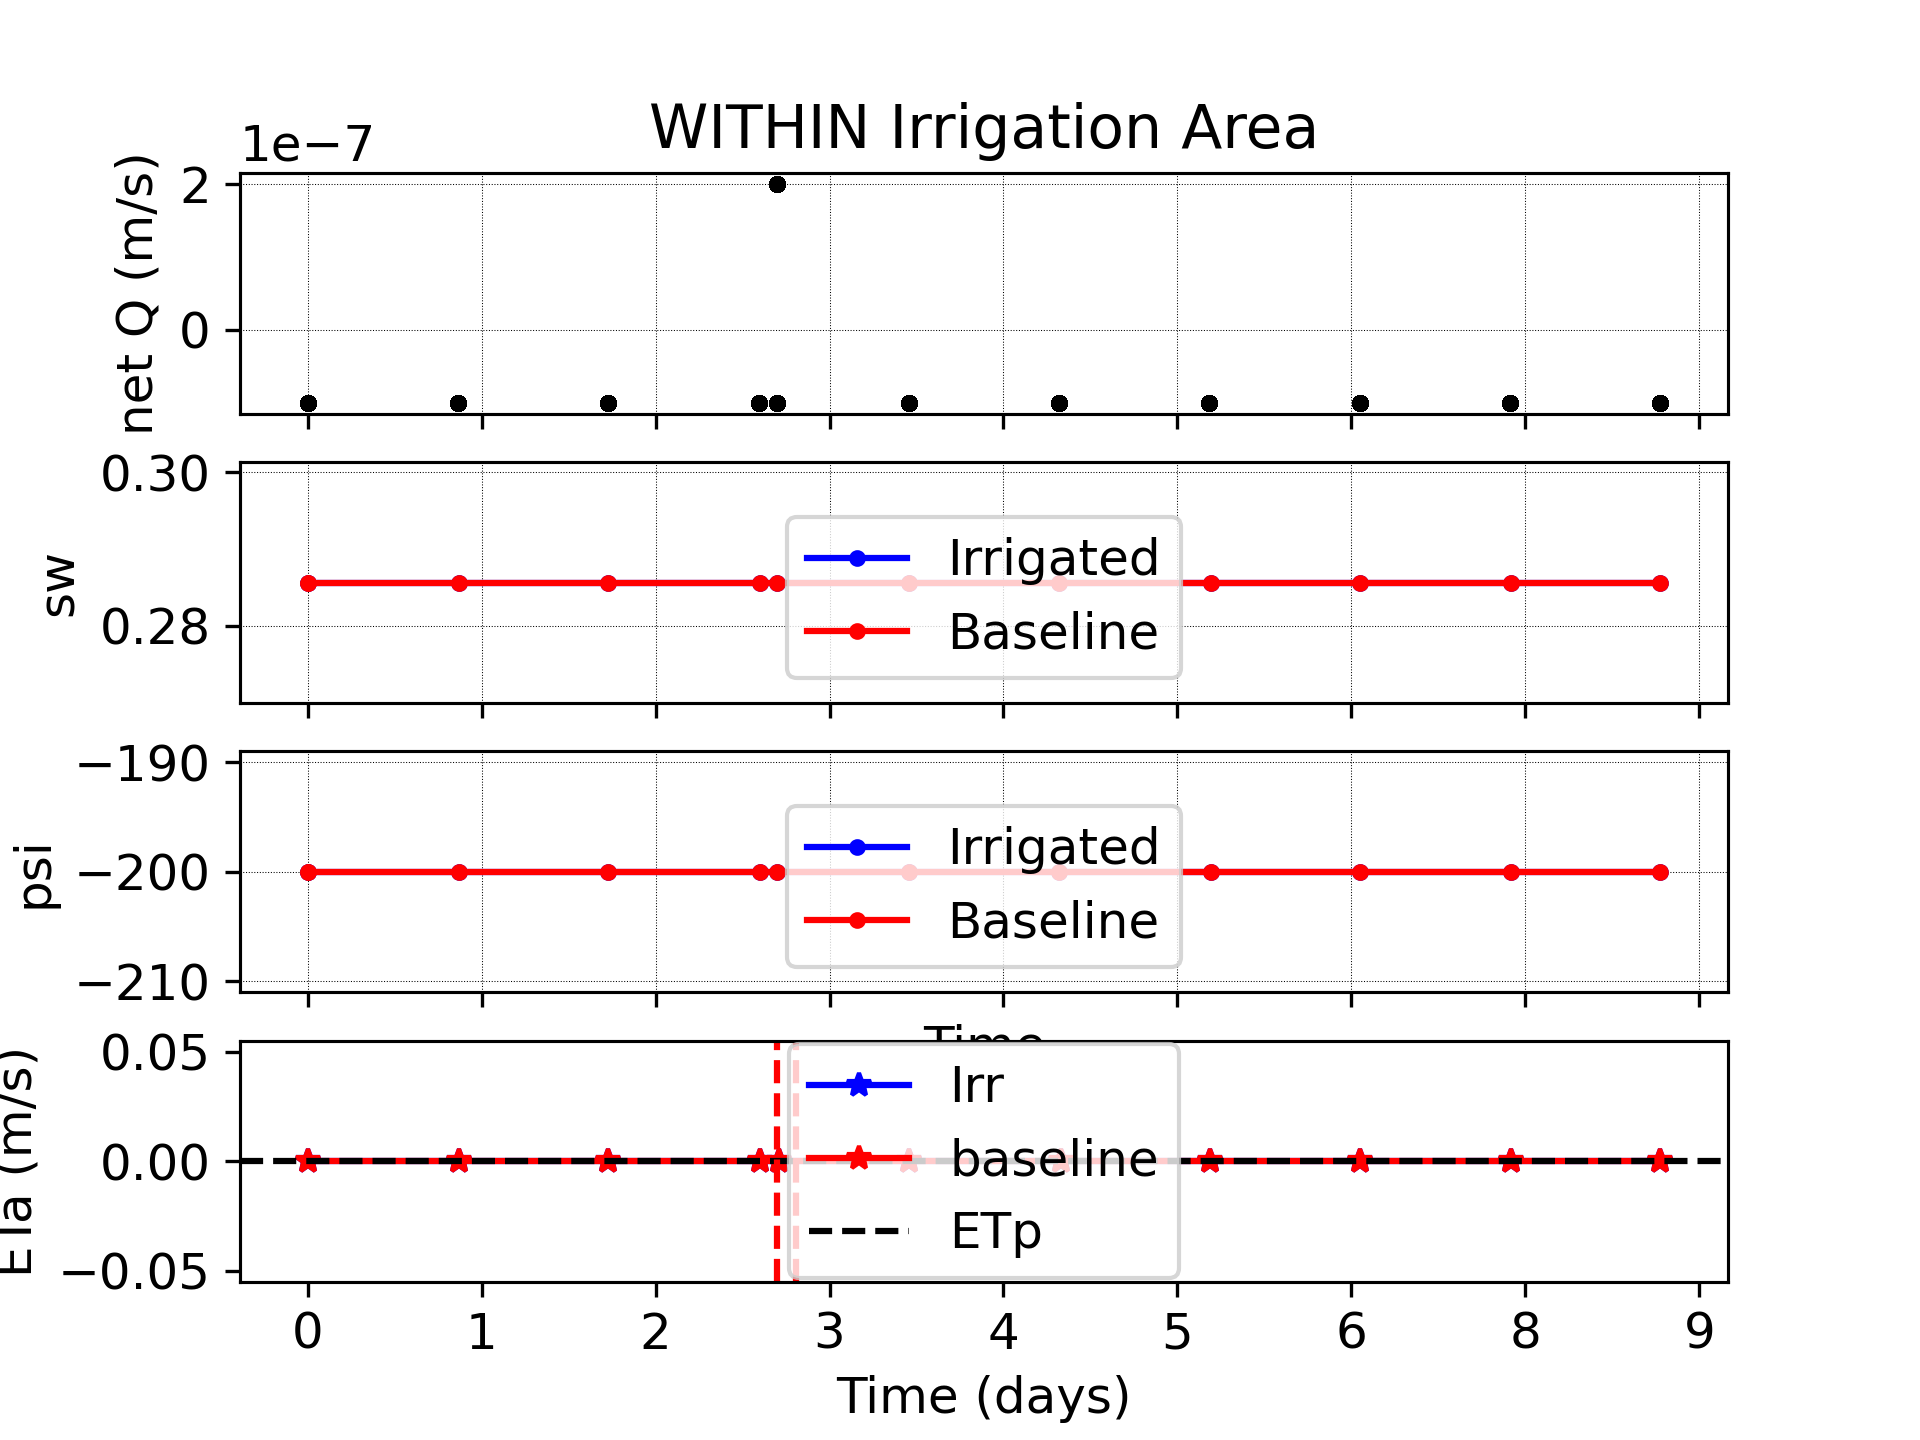 WITHIN Irrigation Area
1e−7
net Q (m/s)
2
0
sw
0.30
0.28
Irrigated
Baseline
psi
−190
−200
−210
Irrigated
Baseline
Time
ETa (m/s)
0.05
0.00
−0.05
Irr
baseline
ETp
0 1 2 3 4 5 6 8 9
Time (days)